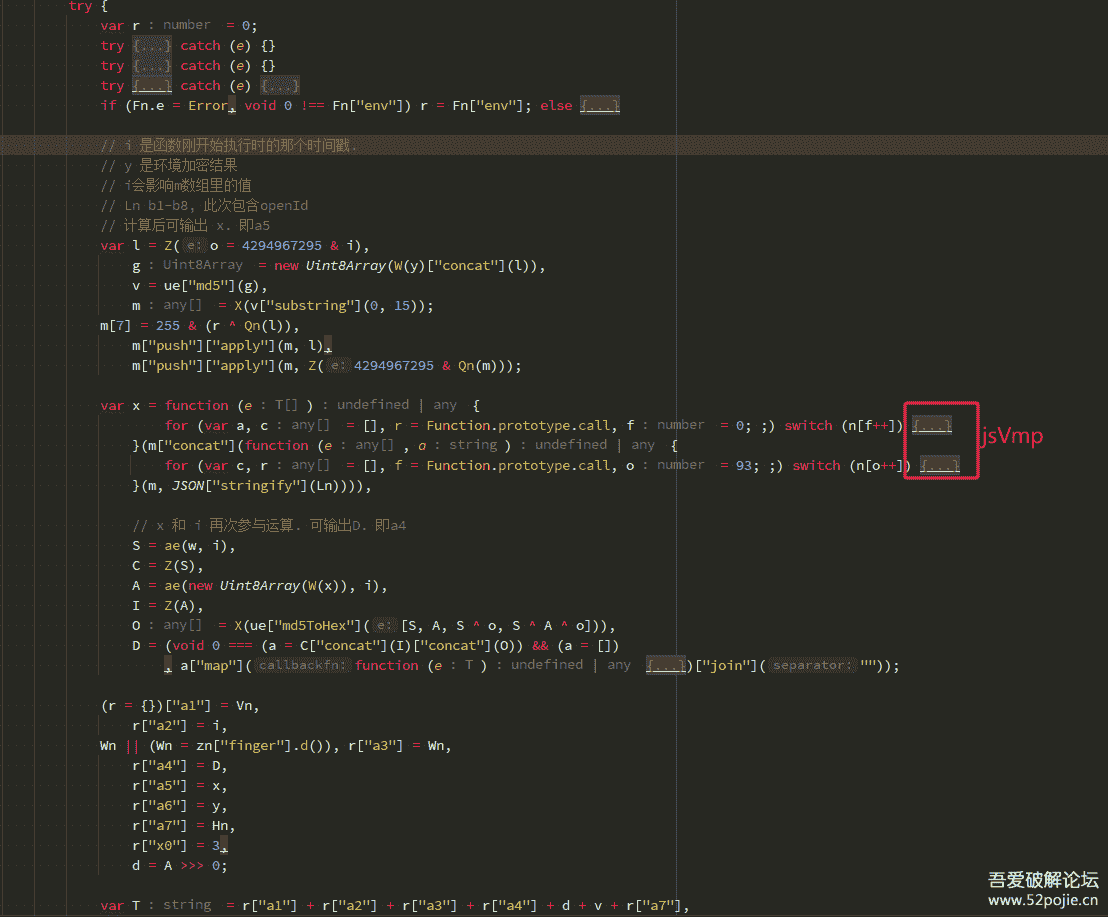 try {
var r : number = 0;
try {...} catch (e) {}
try {...} catch (e) {}
try {...} catch (e) {...}
if (Fn.e = Error, void 0 !== Fn["env"]) r = Fn["env"]; else {...}
// i 是函数刚开始执行时的那个时间戳.
// y 是环境加密结果
// i会影响m数组里的值
// Ln b1-b8, 此次包含openId
// 计算后可输出 x. 即a5
var l = Z( e: o = 4294967295 & i),
g : Uint8Array = new Uint8Array(W(y)["concat"](l)),
v = ue["md5"](g),
m : any[] = X(v["substring"](0, 15));
m[7] = 255 & (r ^ Qn(l)),
m["push"]["apply"](m, l),
m["push"]["apply"](m, Z( e: 4294967295 & Qn(m)));
var x = function (e : T[] ) : undefined | any {
for (var a, c : any[] = [], r = Function.prototype.call, f : number = 0; ;) switch (n[f++]) {...}
}(m["concat"](function (e : any[] , a : string ) : undefined | any {
jsVmp
for (var c, r : any[] = [], f = Function.prototype.call, o : number = 93; ;) switch (n[o++]) {...}
}(m, JSON["stringify"](Ln)))),
// x 和 i 再次参与运算. 可输出D. 即a4
S = ae(w, i),
C = Z(S),
A = ae(new Uint8Array(W(x)), i),
I = Z(A),
O : any[] = X(ue["md5ToHex"]( e: [S, A, S ^ o, S ^ A ^ o])),
D = (void 0 === (a = C["concat"](I)["concat"](O)) && (a = [])
, a["map"]( callbackfn: function (e : T ) : undefined | any {...})["join"]( separator: ""));
(r = {})["a1"] = Vn,
r["a2"] = i,
Wn || (Wn = zn["finger"].d()), r["a3"] = Wn,
r["a4"] = D,
r["a5"] = x,
r["a6"] = y,
r["a7"] = Hn,
r["x0"] = 3,
d = A >>> 0;
var T : string = r["a1"] + r["a2"] + r["a3"] + r["a4"] + d + v + r["a7"],
吾爱破解论坛
www.52pojie.cn